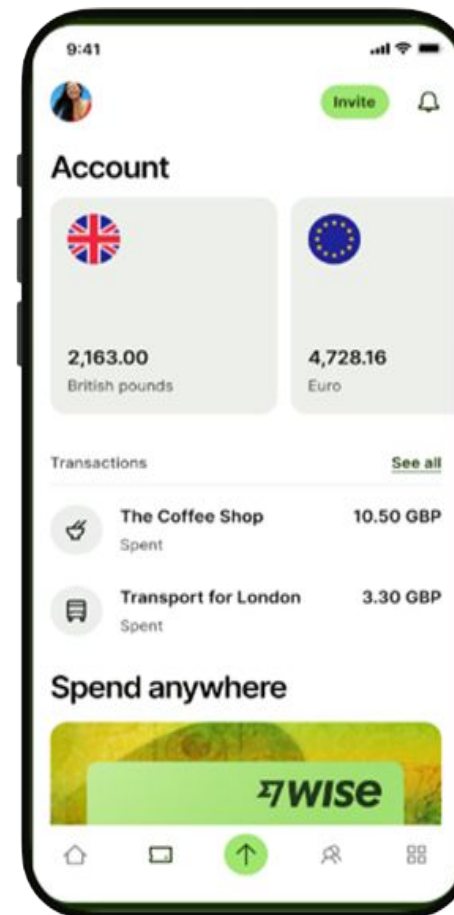 9:41
Invite
Account
2,163.00
British pounds
4,728.16
Euro
Transactions
See all
The Coffee Shop
10.50 GBP
Spent
Transport for London
3.30 GBP
Spent
Spend anywhere
wise